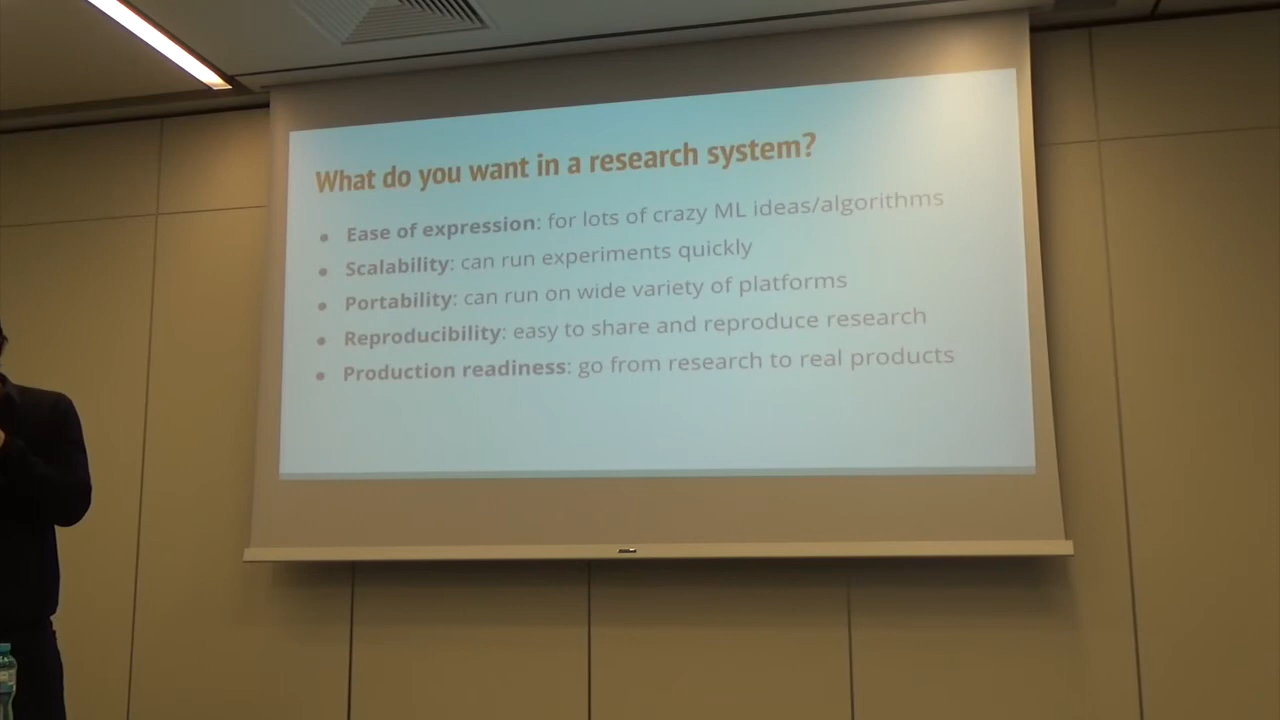 What do you want in a research system?
● Ease of expression: for lots of crazy ML ideas/algorithms
● Scalability: can run experiments quickly
● Portability: can run on wide variety of platforms
● Reproducibility: easy to share and reproduce research
● Production readiness: go from research to real products